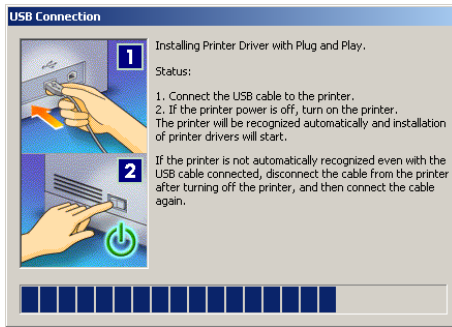 USB Connection
1
2
Installing Printer Driver with Plug and Play.
Status:
1. Connect the USB cable to the printer.
2. If the printer power is off, turn on the printer.
The printer will be recognized automatically and installation
of printer drivers will start.
If the printer is not automatically recognized even with the
USB cable connected, disconnect the cable from the printer
after turning off the printer, and then connect the cable
again.